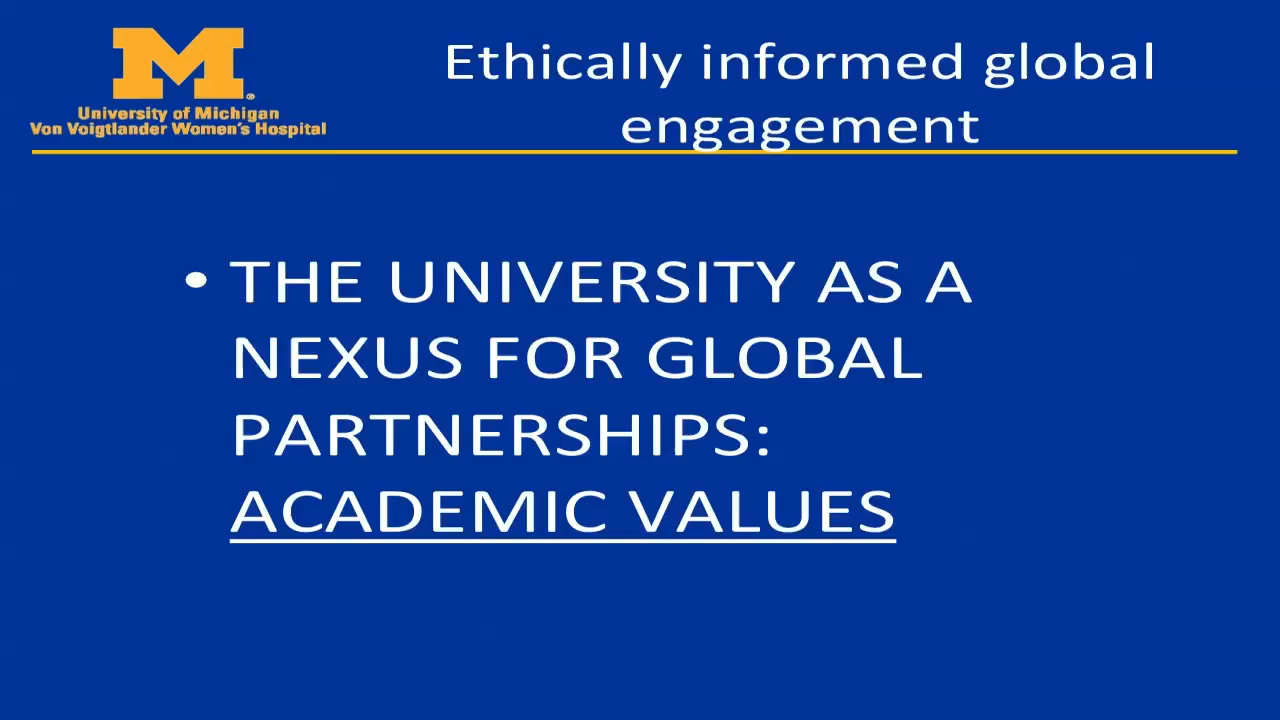 M
University of Michigan
Von Voigtlander Women's Hospital
Ethically informed global
engagement
• THE UNIVERSITY AS A
NEXUS FOR GLOBAL
PARTNERSHIPS:
ACADEMIC VALUES